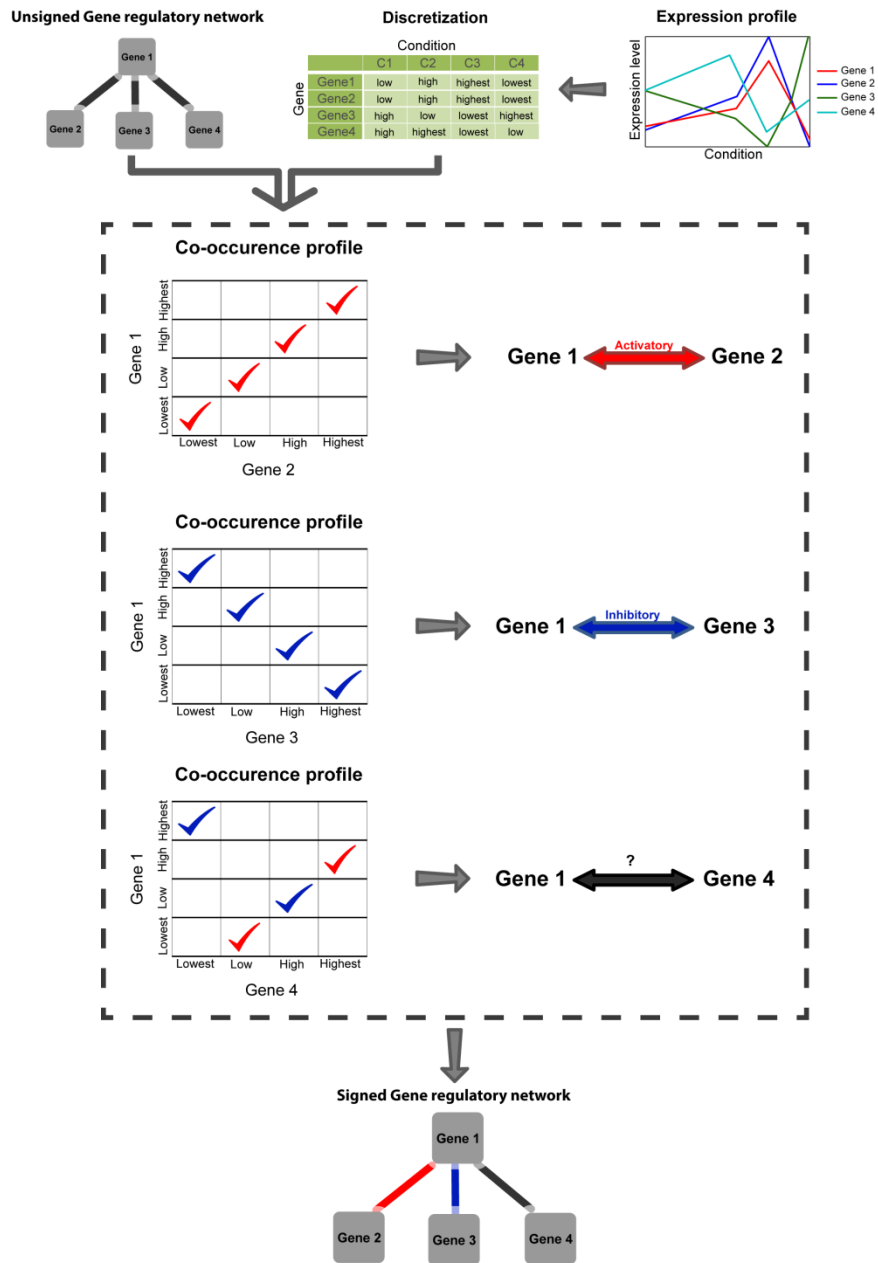 Unsigned Gene regulatory network
Gene 1
Gene 2
Gene 3
Gene 4
Discretization
Condition
C1 C2 C3 C4
Gene
Gene1 low high highest lowest
Gene2 low high highest lowest
Gene3 high low lowest highest
Gene4 high highest lowest low
Expression profile
Expression level
Condition
Gene 1
Gene 2
Gene 3
Gene 4
Co-occurence profile
Gene 1
Highest
High
Low
Lowest
Lowest Low High Highest
Gene 2
Gene 1 Activatory Gene 2
Co-occurence profile
Gene 1
Highest
High
Low
Lowest
Lowest Low High Highest
Gene 3
Gene 1 Inhibitory Gene 3
Co-occurence profile
Gene 1
Highest
High
Low
Lowest
Lowest Low High Highest
Gene 4
Gene 1 ? Gene 4
Signed Gene regulatory network
Gene 1
Gene 2
Gene 3
Gene 4